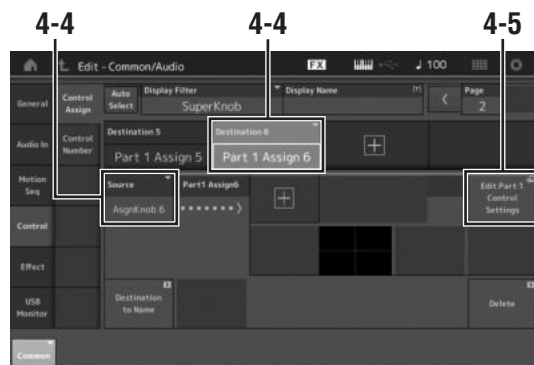 4-4
4-4
4-5
Edit - Common/Audio
FX
♩ 100
General
Control
Assign
Auto
Select
Display Filter
SuperKnob
Display Name
Page
2
Audio In
Control
Number
Destination 5
Part 1 Assign 5
Destination 6
Part 1 Assign 6
+
Motion
Seq
Source
AsgnKnob 6
Part1 Assign6
+
Edit Part 1
Control
Settings
Control
Effect
USB
Monitor
Destination
to Name
Delete
Common